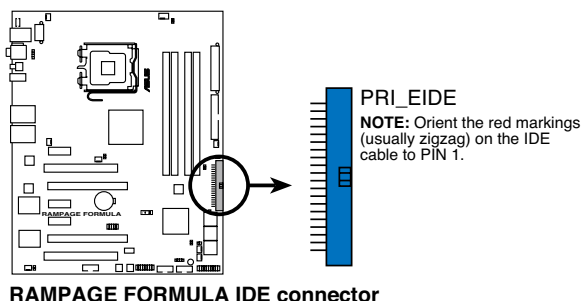 PRI_EIDE
NOTE: Orient the red markings
(usually zigzag) on the IDE
cable to PIN 1.
ASUS
RAMPAGE FORMULA
RAMPAGE FORMULA IDE connector